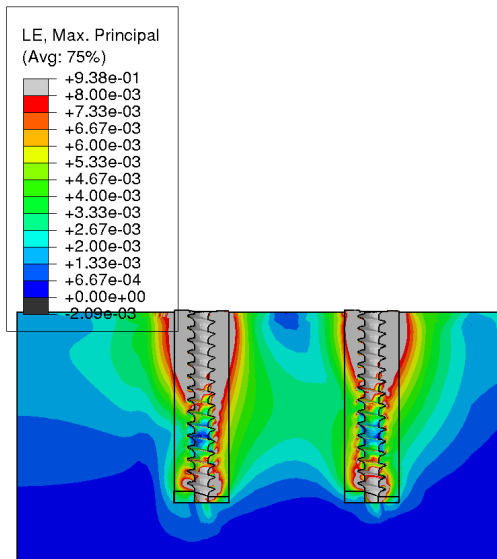 LE, Max. Principal
(Avg: 75%)
+9.38e-01
+8.00e-03
+7.33e-03
+6.67e-03
+6.00e-03
+5.33e-03
+4.67e-03
+4.00e-03
+3.33e-03
+2.67e-03
+2.00e-03
+1.33e-03
+6.67e-04
+0.00e+00
-2.09e-03